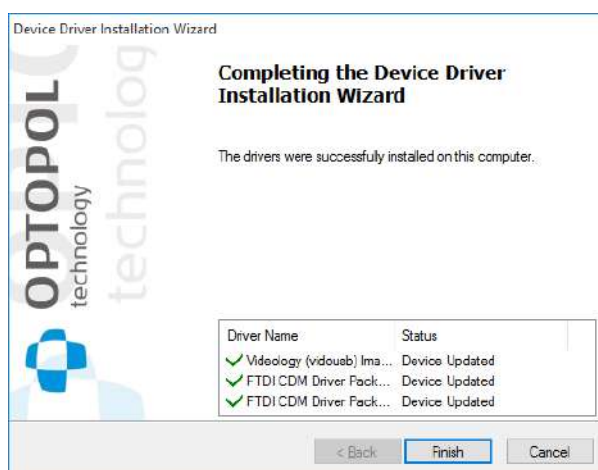 Device Driver Installation Wizard
OPTOPOL
technology
technolog
Completing the Device Driver
Installation Wizard
The drivers were successfully installed on this computer.
Driver Name Status
Videology (vidousb) Ima... Device Updated
FTDI CDM Driver Pack... Device Updated
FTDI CDM Driver Pack... Device Updated
< Back Finish Cancel